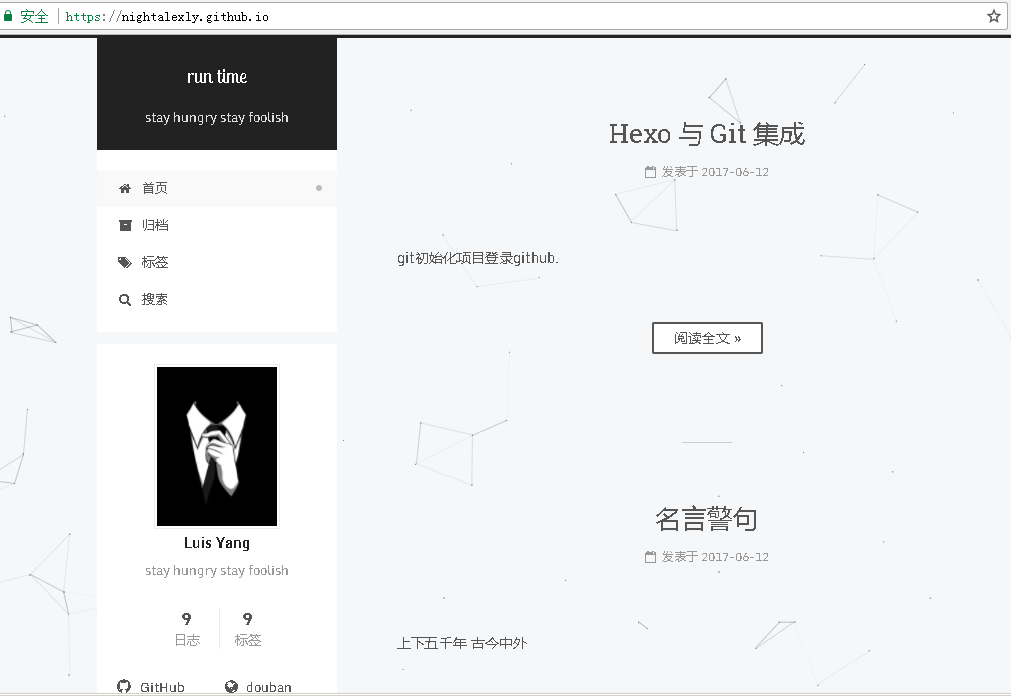 安全 https://nightalexly.github.io
run time
stay hungry stay foolish
首页
归档
标签
搜索
Luis Yang
stay hungry stay foolish
9 9
日志 标签
GitHub douban
Hexo 与 Git 集成
发表于 2017-06-12
git初始化项目登录github.
阅读全文 »
名言警句
发表于 2017-06-12
上下五千年 古今中外